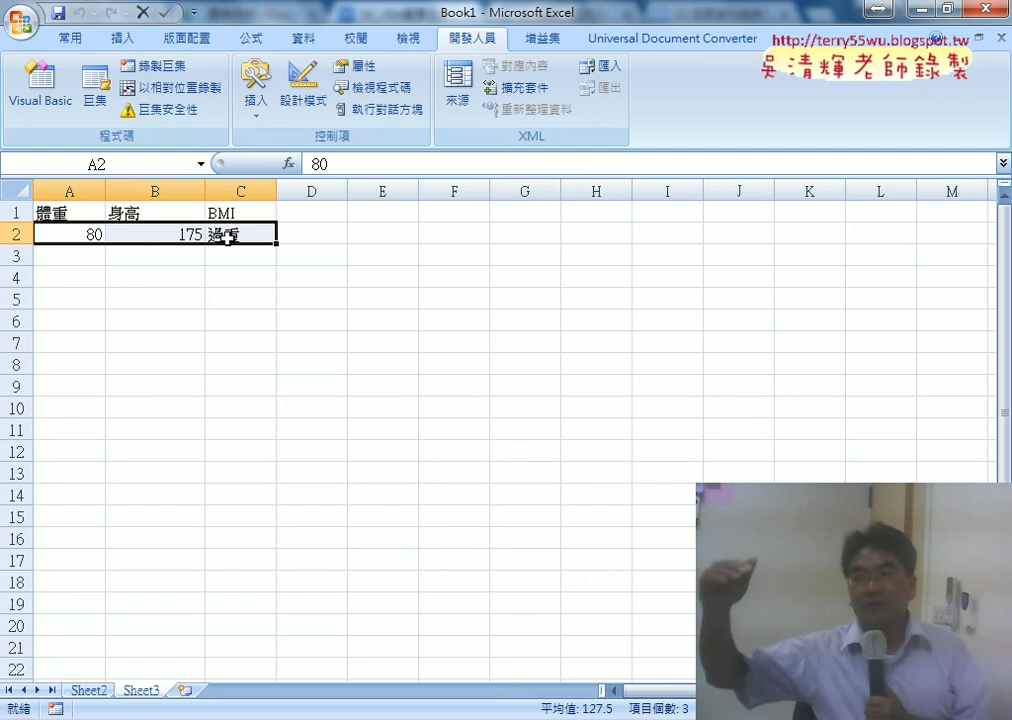 Book1 - Microsoft Excel
常用 插入 版面配置 公式 資料 校閱 檢視 開發人員 增益集 Universal Document Converter
http://terry55wu.blogspot.tw
吳清輝老師錄製
Visual Basic 巨集 錄製巨集 以相對位置錄製 巨集安全性
程式碼
插入 設計模式 屬性 檢視程式碼 執行對話方塊
控制項
來源 對應內容 擴充套件 重新整理資料 匯入 匯出
XML
A2 fx 80
A B C D E F G H I J K L M
1 體重 身高 BMI
2 80 175 過重
3
4
5
6
7
8
9
10
11
12
13
14
15
16
17
18
19
20
21
22
Sheet2 Sheet3
就緒 平均值: 127.5 項目個數: 3